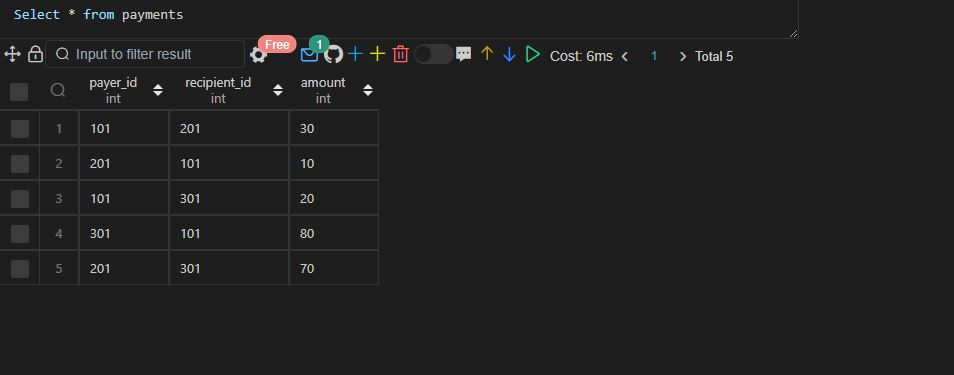 Select * from payments
Input to filter result Free 1 Cost: 6ms 1 Total 5
payer_id recipient_id amount
int int int
1 101 201 30
2 201 101 10
3 101 301 20
4 301 101 80
5 201 301 70